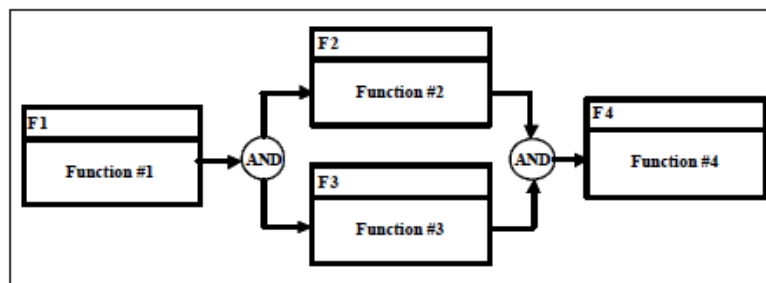 F1
Function #1
AND
F2
Function #2
F3
Function #3
AND
F4
Function #4